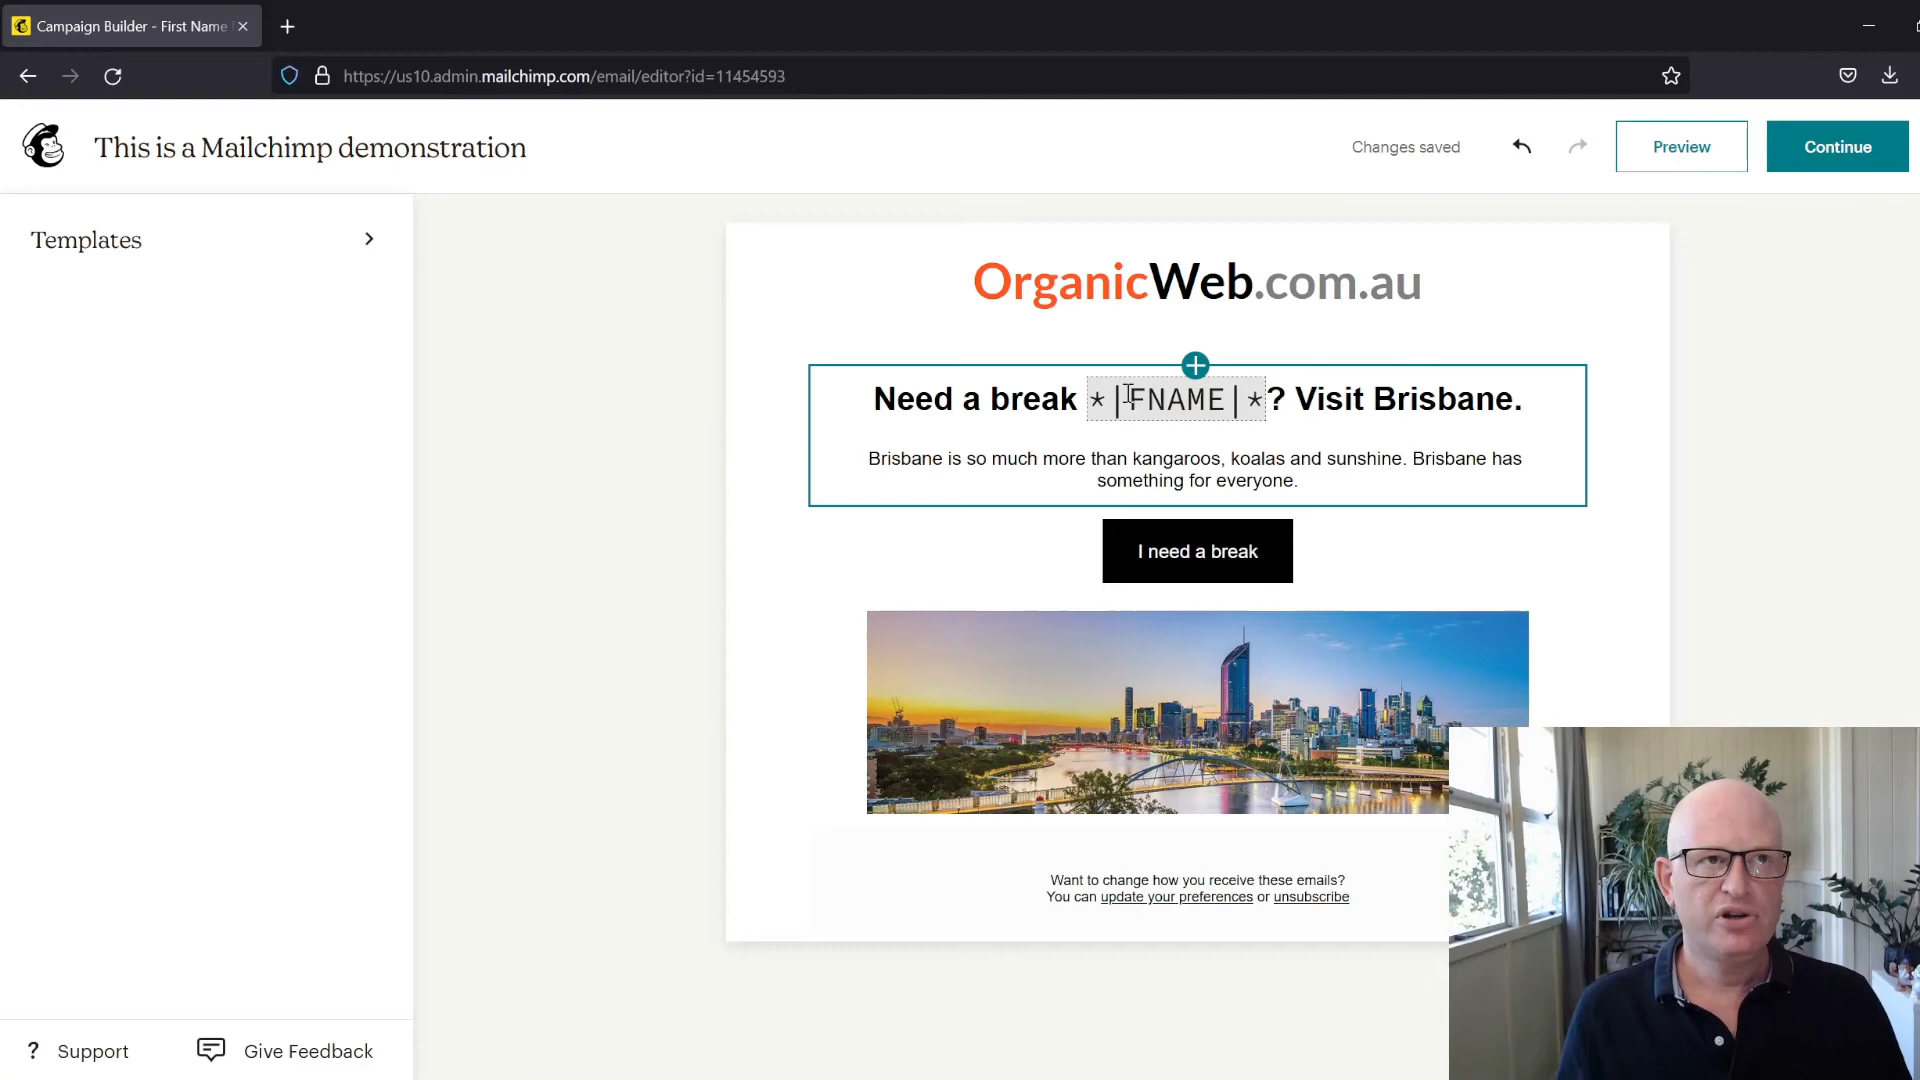 Campaign Builder - First Name
https://us10.admin.mailchimp.com/email/editor?id=11454593
This is a Mailchimp demonstration
Changes saved
Preview
Continue
Templates
OrganicWeb.com.au
Need a break *|FNAME|*? Visit Brisbane.
Brisbane is so much more than kangaroos, koalas and sunshine. Brisbane has
something for everyone.
I need a break
Want to change how you receive these emails?
You can update your preferences or unsubscribe
? Support
Give Feedback